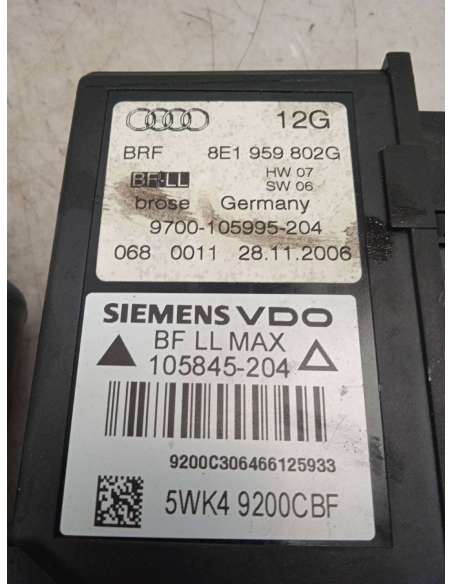 12G
BRF 8E1 959 802G
BF-LL HW 07
SW 06
brose Germany
9700-105995-204
068 0011 28.11.2006
SIEMENS VDO
BF LL MAX
105845-204
9200C306466125933
5WK4 9200CBF